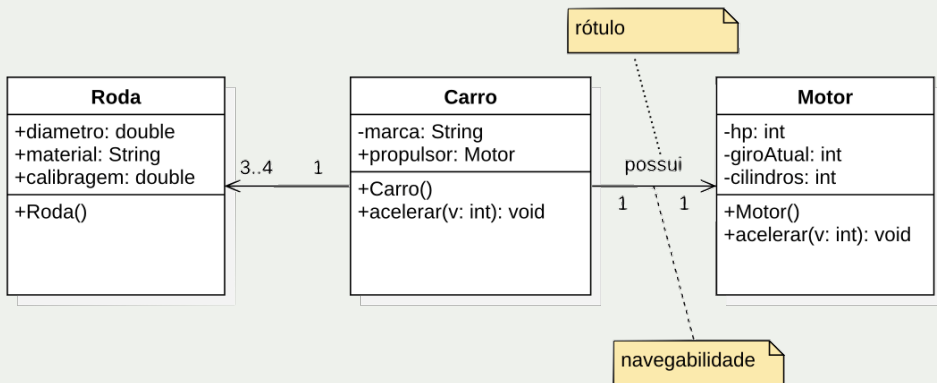 rótulo
Roda
+diametro: double
+material: String
+calibragem: double
+Roda()
3..4
1
Carro
-marca: String
+propulsor: Motor
+Carro()
+acelerar(v: int): void
possui
1
1
Motor
-hp: int
-giroAtual: int
-cilindros: int
+Motor()
+acelerar(v: int): void
navegabilidade